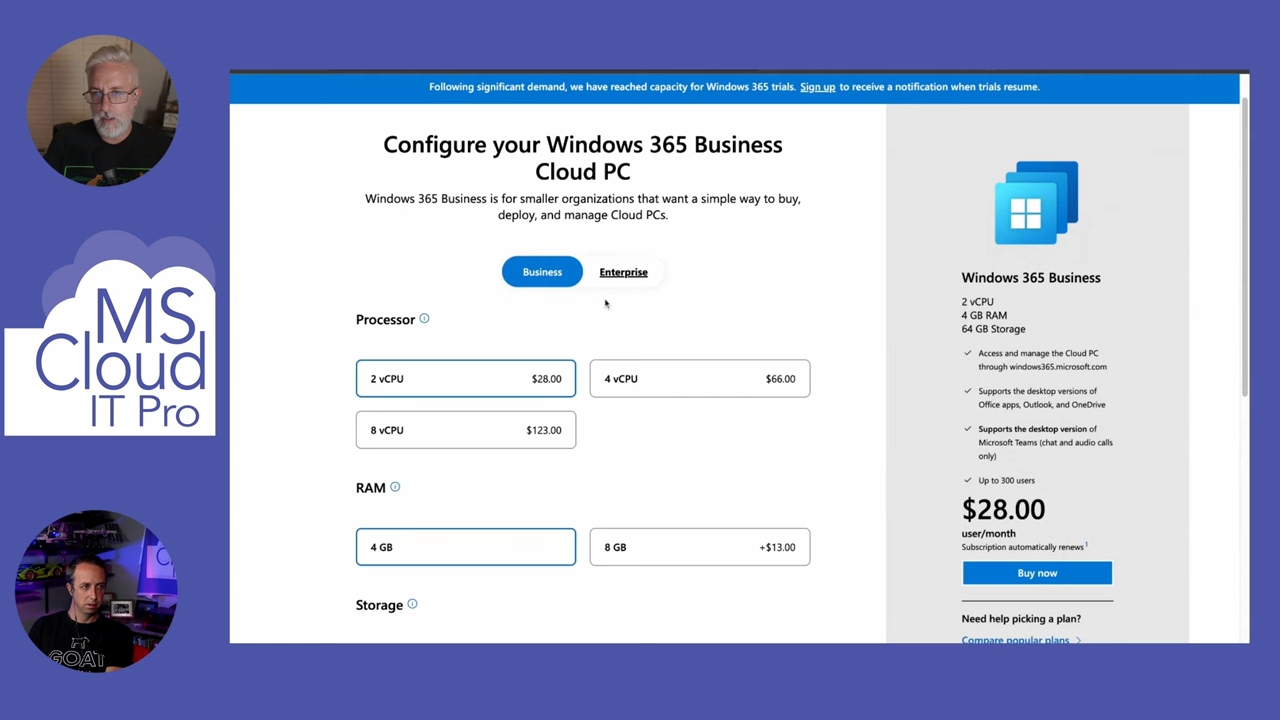 Following significant demand, we have reached capacity for Windows 365 trials. Sign up to receive a notification when trials resume.
Configure your Windows 365 Business
Cloud PC
Windows 365 Business is for smaller organizations that want a simple way to buy,
deploy, and manage Cloud PCs.
Business
Enterprise
Processor
2 vCPU $28.00
4 vCPU $66.00
8 vCPU $123.00
RAM
4 GB
8 GB +$13.00
Storage
Windows 365 Business
2 vCPU
4 GB RAM
64 GB Storage
Access and manage the Cloud PC
through windows365.microsoft.com
Supports the desktop versions of
Office apps, Outlook, and OneDrive
Supports the desktop version of
Microsoft Teams (chat and audio calls
only)
Up to 300 users
$28.00
user/month
Subscription automatically renews 1
Buy now
Need help picking a plan?
Compare popular plans
MS
Cloud
IT Pro
GOAT